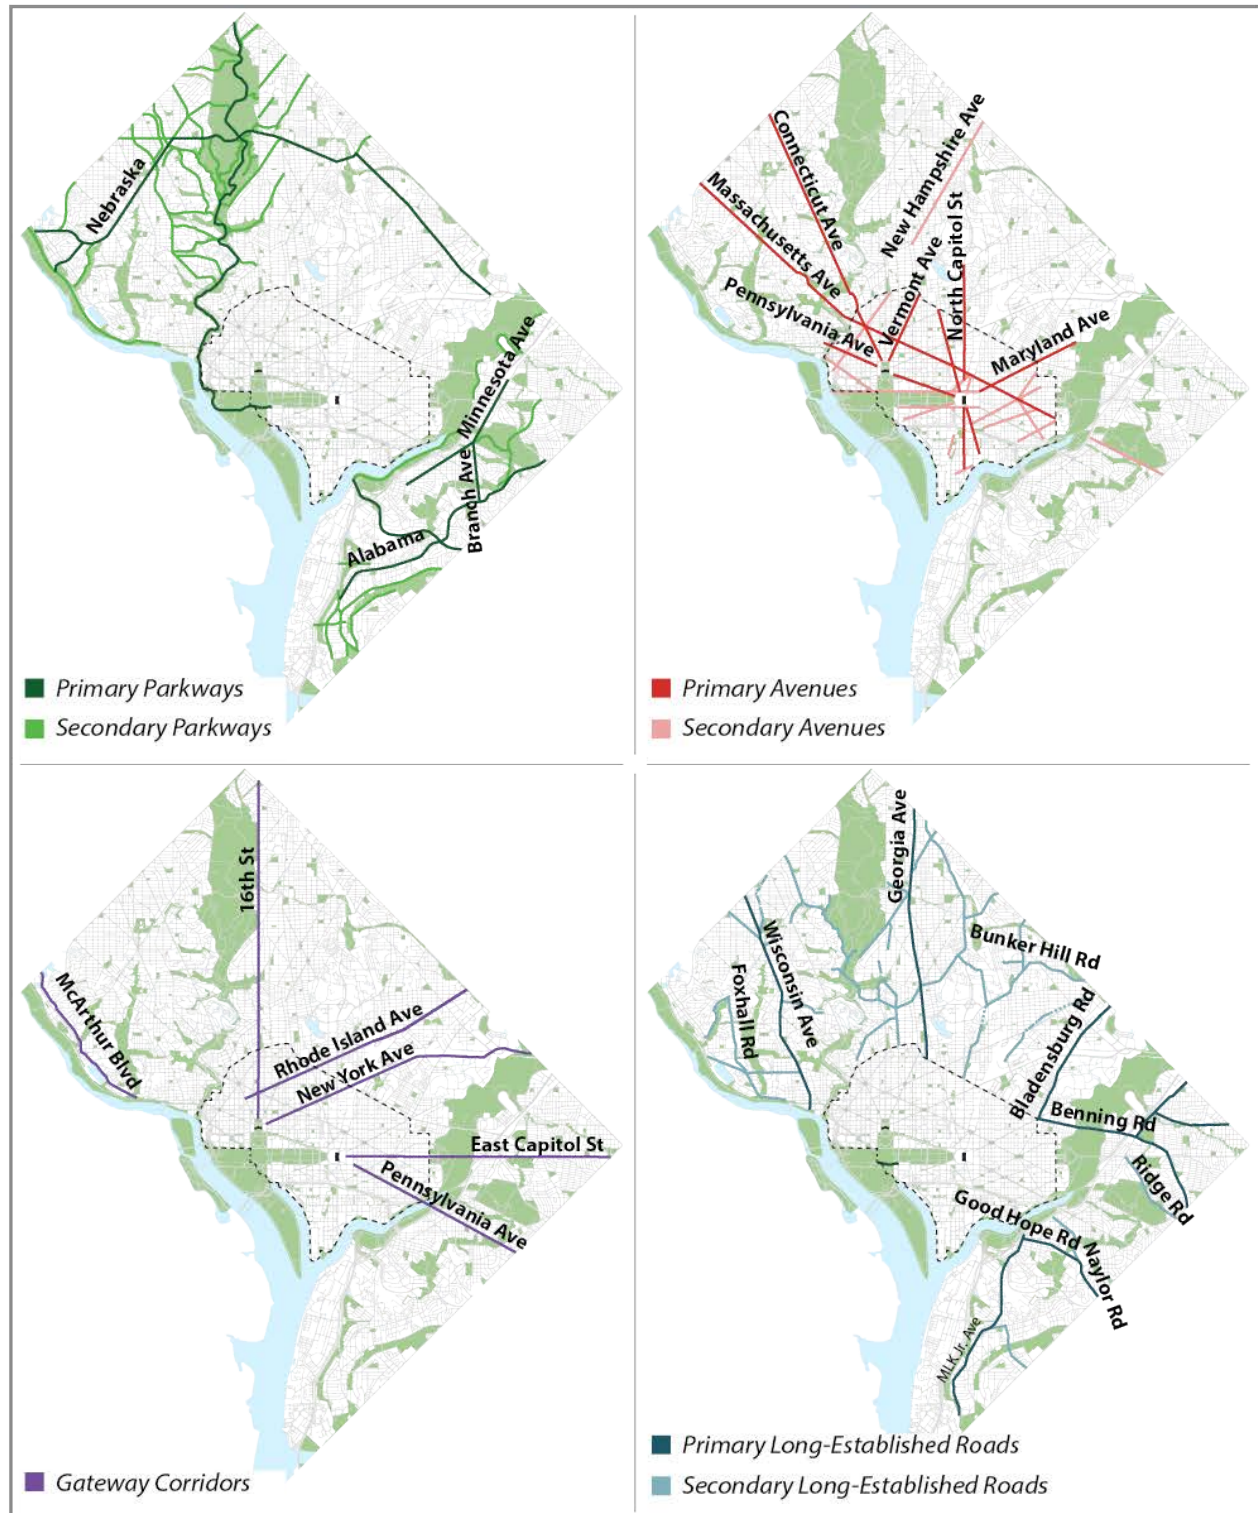 Nebraska
Minnesota Ave
Branch Ave
Alabama
Primary Parkways
Secondary Parkways
Connecticut Ave
New Hampshire Ave
Massachusetts Ave
Vermont Ave
North Capitol St
Pennsylvania Ave
Maryland Ave
Primary Avenues
Secondary Avenues
16th St
McArthur Blvd
Rhode Island Ave
New York Ave
East Capitol St
Pennsylvania Ave
Gateway Corridors
Georgia Ave
Wisconsin Ave
Bunker Hill Rd
Foxhall Rd
Bladensburg Rd
Benning Rd
Ridge Rd
Good Hope Rd
Naylor Rd
MLK Jr. Ave
Primary Long-Established Roads
Secondary Long-Established Roads